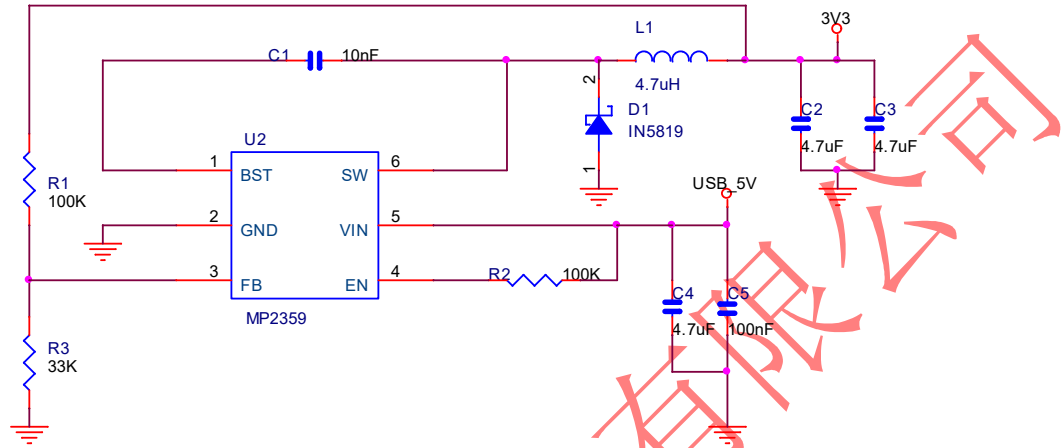 3V3
L1
C1 10nF
4.7uH
2
D1
IN5819
C2 C3
4.7uF 4.7uF
U2
1 BST SW 6
1
R1
100K
USB_5V
2 GND VIN 5
3 FB EN 4
R2 100K
C4 C5
4.7uF 100nF
MP2359
R3
33K
有限公司